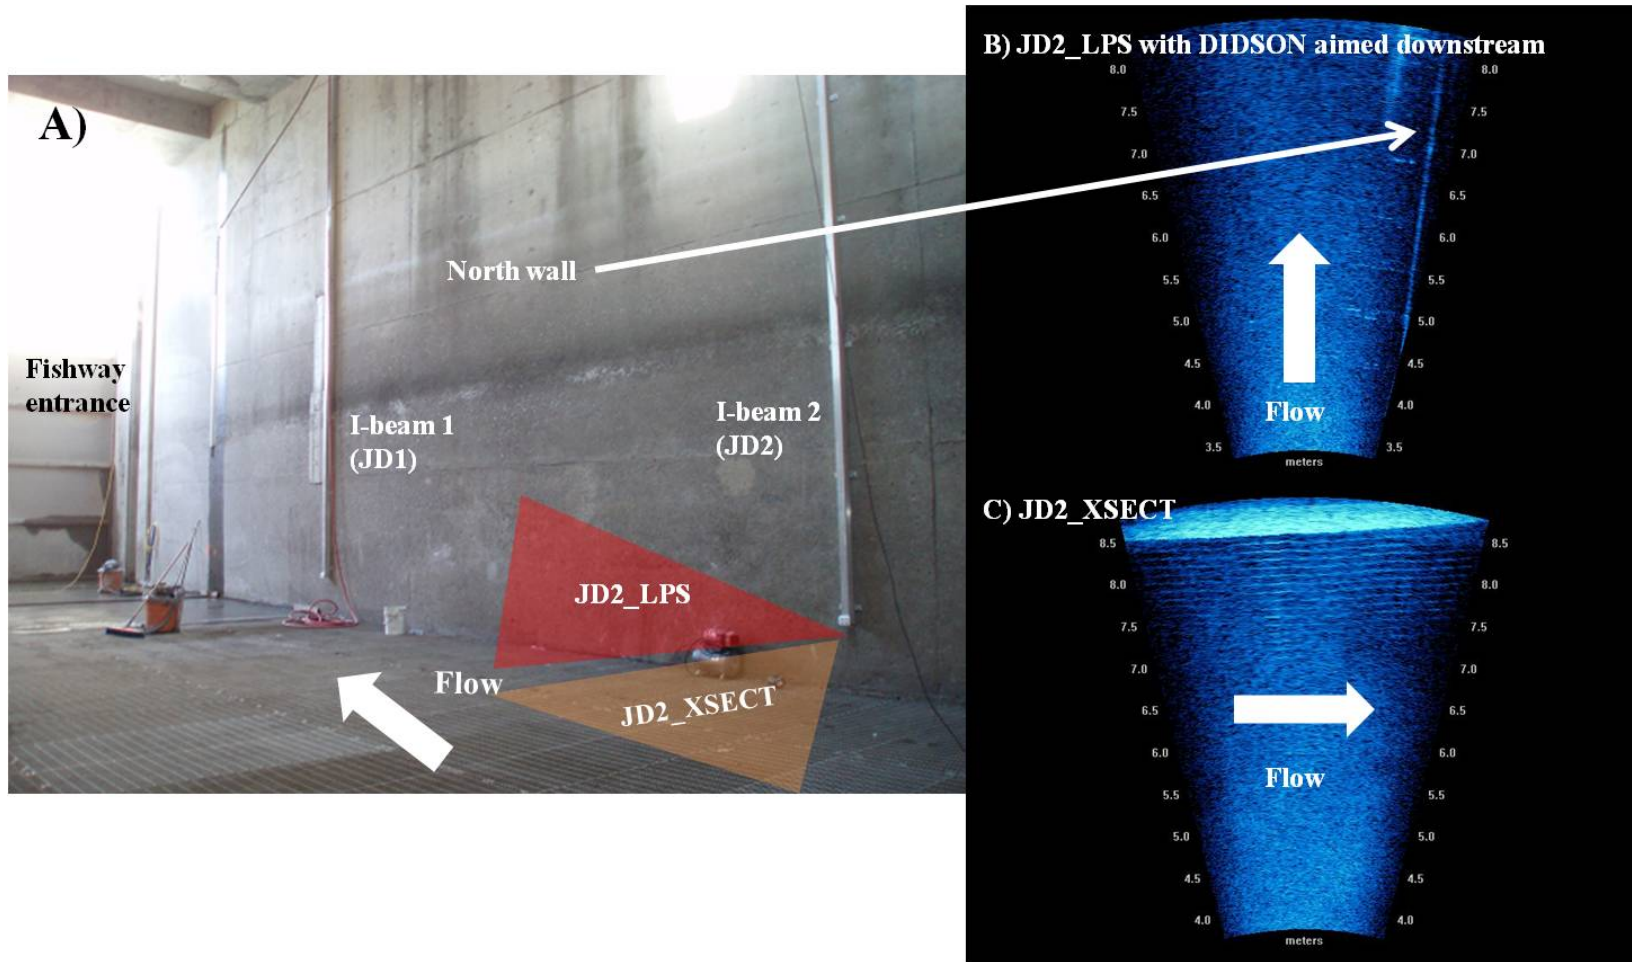 A)
North wall
Fishway
entrance
I-beam 1
(JD1)
I-beam 2
(JD2)
JD2_LPS
Flow
JD2_XSECT
B) JD2_LPS with DIDSON aimed downstream
8.0 8.0
7.5 7.5
7.0 7.0
6.5 6.5
6.0 6.0
5.5 5.5
5.0 5.0
4.5 4.5
4.0 Flow 4.0
3.5 3.5
meters
C) JD2_XSECT
8.5 8.5
8.0 8.0
7.5 7.5
7.0 7.0
6.5 6.5
6.0 6.0
Flow
5.5 5.5
5.0 5.0
4.5 4.5
4.0 4.0
meters